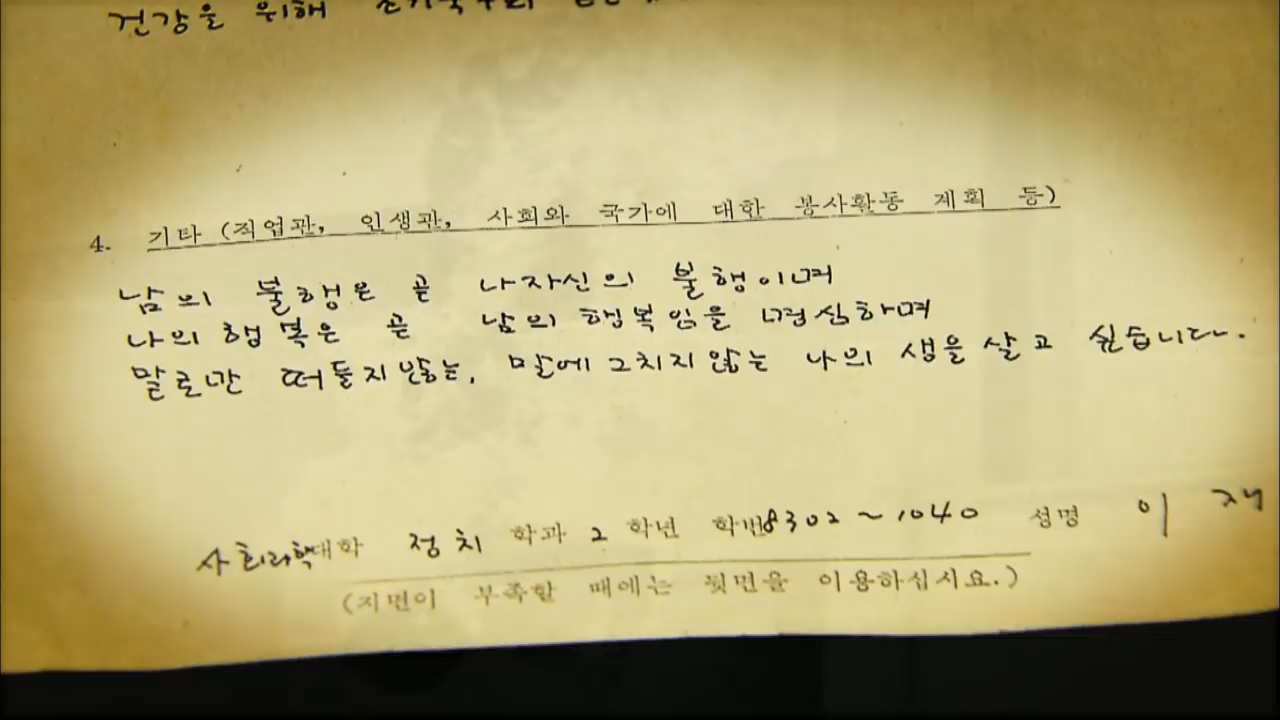 건강을 위해
4. 기타 (직업관, 인생관, 사회와 국가에 대한 봉사활동 계획 등)
남의 불행은 곧 나자신의 불행이며
나의 행복은 곧 남의 행복임을 명심하며
말로만 떠들지 않는, 말에 그치지 않는 나의 생을 살고 싶습니다.
사회과학대학 정치 학과 2 학년 학번 8302~1040 성명 이 재
(지면이 부족할 때에는 뒷면을 이용하십시요.)